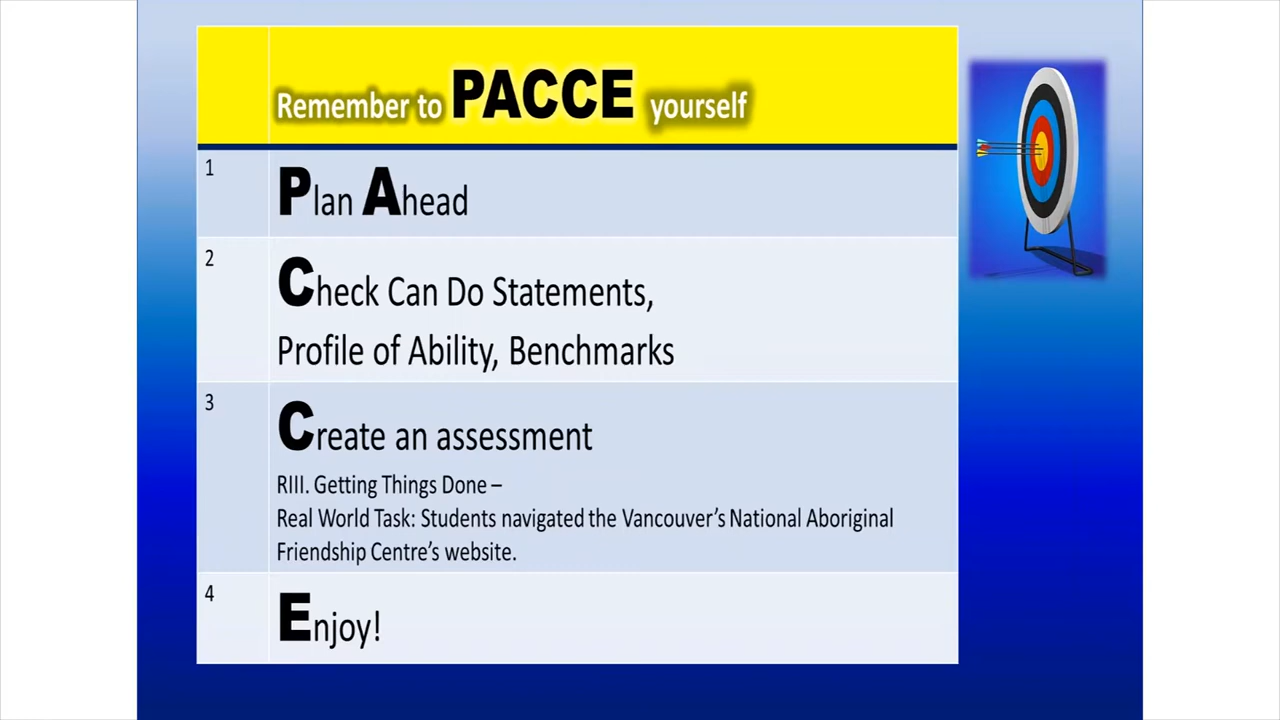 Remember to PACCE yourself
1
Plan Ahead
2
Check Can Do Statements,
Profile of Ability, Benchmarks
3
Create an assessment
RIII. Getting Things Done –
Real World Task: Students navigated the Vancouver’s National Aboriginal
Friendship Centre’s website.
4
Enjoy!